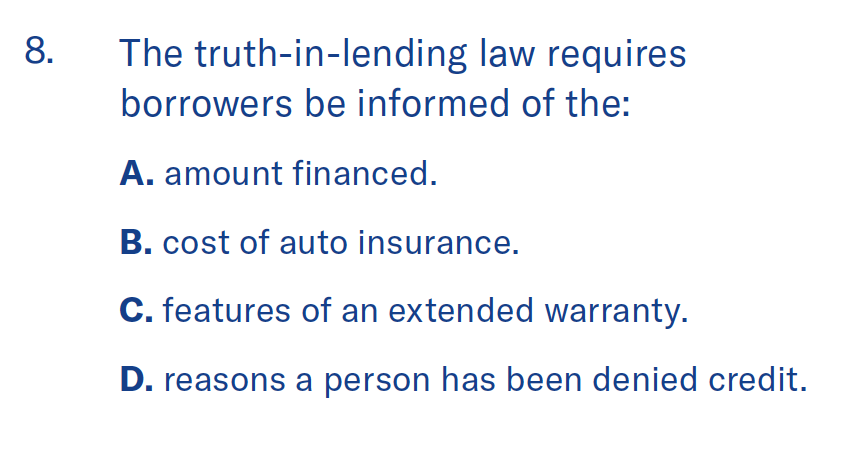 8. The truth-in-lending law requires
borrowers be informed of the:
A. amount financed.
B. cost of auto insurance.
C. features of an extended warranty.
D. reasons a person has been denied credit.